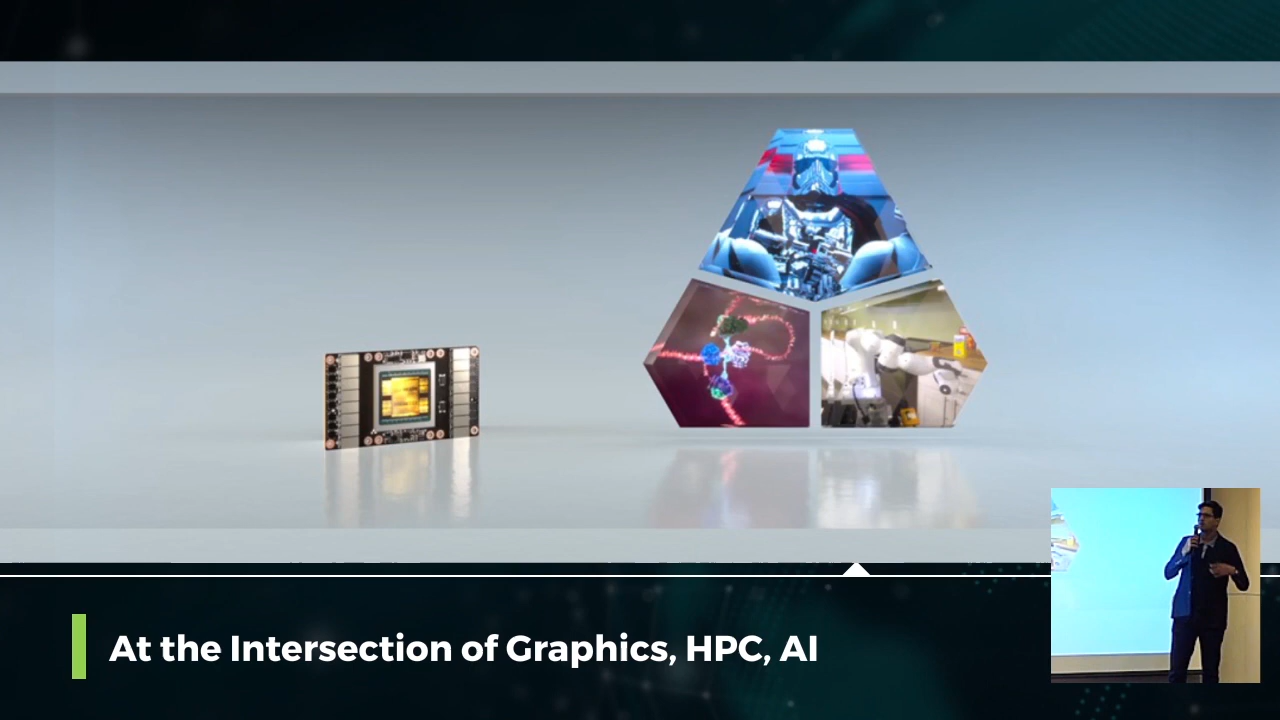 At the Intersection of Graphics, HPC, AI